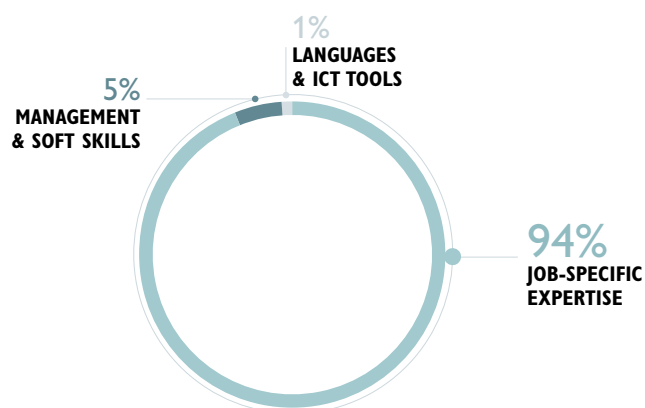 1%
LANGUAGES
& ICT TOOLS
5%
MANAGEMENT
& SOFT SKILLS
94%
JOB-SPECIFIC
EXPERTISE